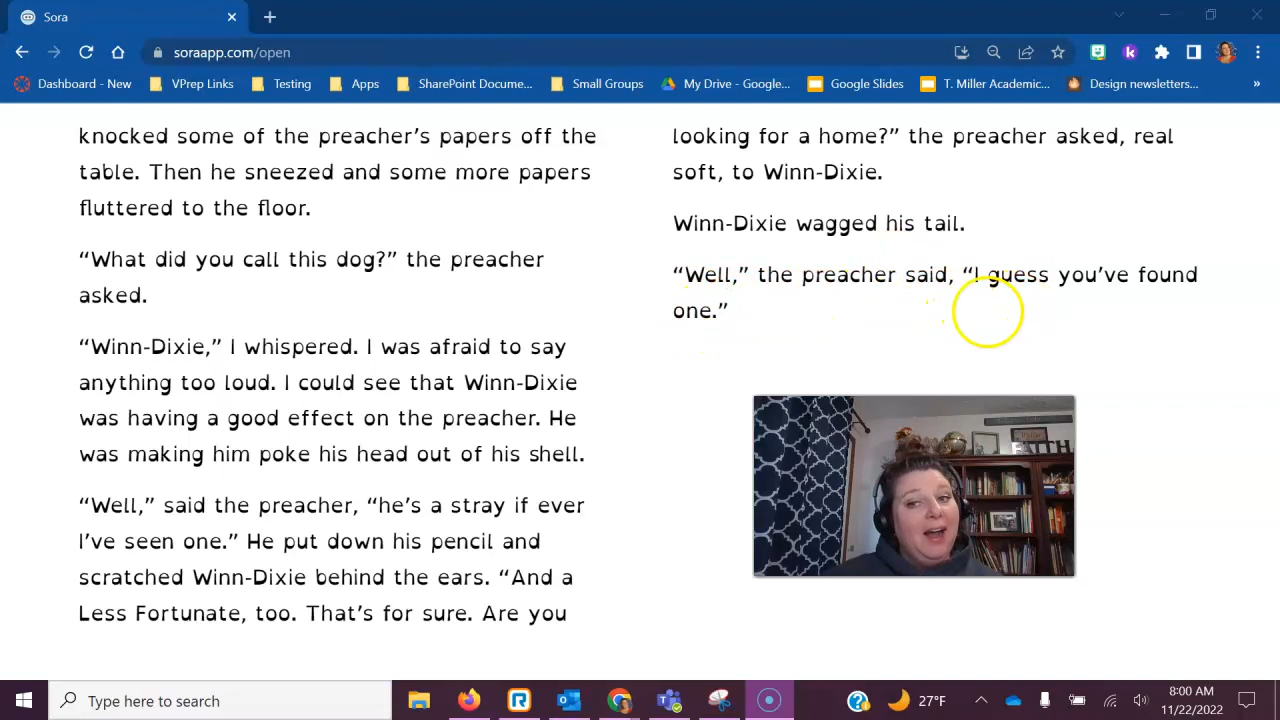 Sora
soraapp.com/open
Dashboard - New
VPrep Links
Testing
Apps
SharePoint Docume...
Small Groups
My Drive - Google...
Google Slides
T. Miller Academic...
Design newsletters...
»
knocked some of the preacher's papers off the
table. Then he sneezed and some more papers
fluttered to the floor.
“What did you call this dog?” the preacher
asked.
“Winn-Dixie,” I whispered. I was afraid to say
anything too loud. I could see that Winn-Dixie
was having a good effect on the preacher. He
was making him poke his head out of his shell.
“Well,” said the preacher, “he's a stray if ever
I've seen one.” He put down his pencil and
scratched Winn-Dixie behind the ears. “And a
Less Fortunate, too. That's for sure. Are you
looking for a home?” the preacher asked, real
soft, to Winn-Dixie.
Winn-Dixie wagged his tail.
“Well,” the preacher said, “I guess you've found
one.”
Type here to search
27°F
8:00 AM
11/22/2022